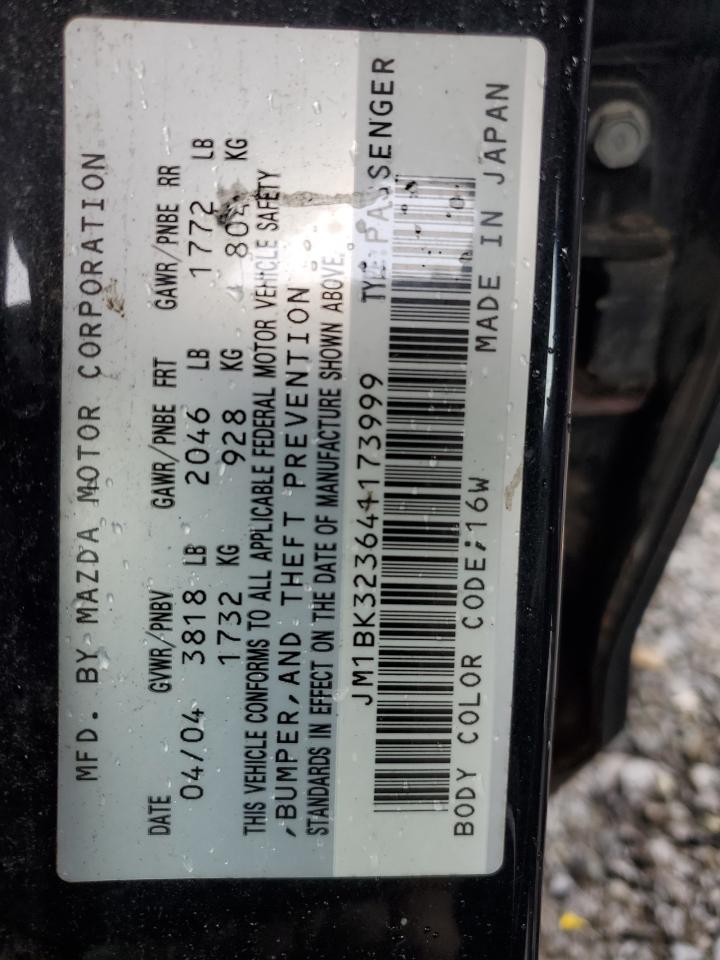 MFD. BY MAZDA MOTOR CORPORATION
DATE GVWR/PNBV GAWR/PNBE FRT GAWR/PNBE RR
04/04 3818 LB 2046 LB 1772 LB
1732 KG 928 KG KG
THIS VEHICLE CONFORMS TO ALL APPLICABLE FEDERAL MOTOR VEHICLE SAFETY
,BUMPER,AND THEFT PREVENTION
STANDARDS IN EFFECT ON THE DATE OF MANUFACTURE SHOWN ABOVE.
JM1BK323644173999 PASSENGER
BODY COLOR CODE;16W MADE IN JAPAN